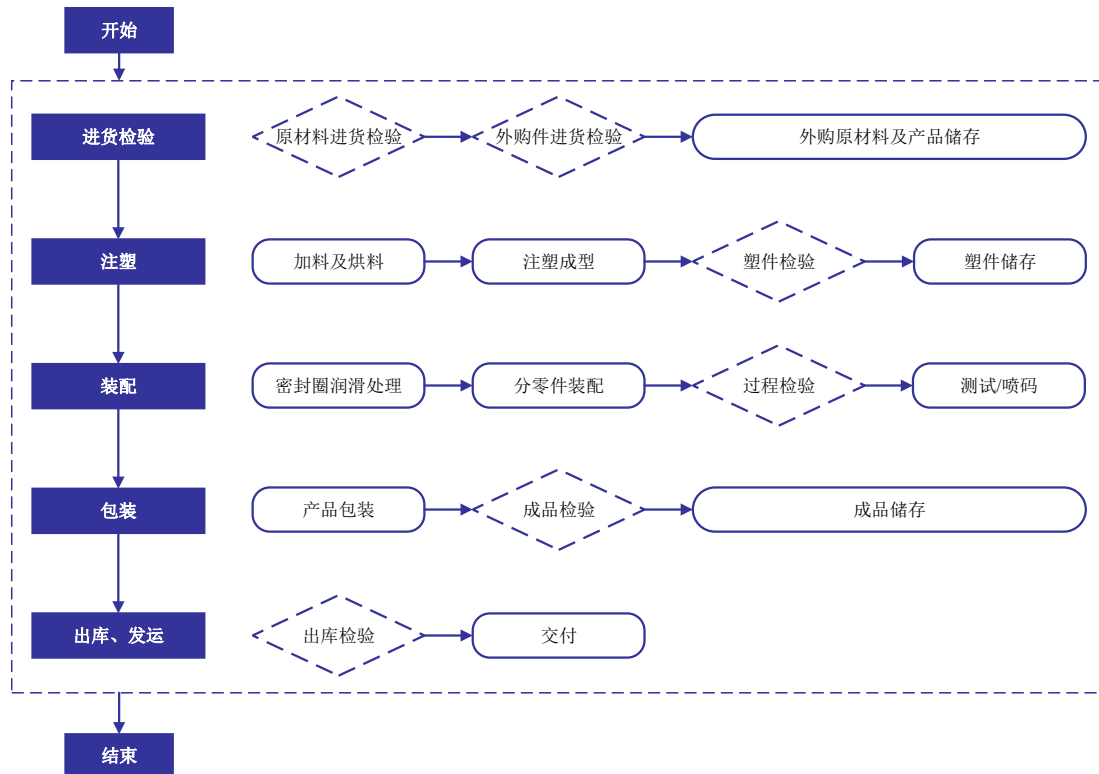 开始
进货检验
原材料进货检验
外购件进货检验
外购原材料及产品储存
注塑
加料及烘料
注塑成型
塑件检验
塑件储存
装配
密封圈润滑处理
分零件装配
过程检验
测试/喷码
包装
产品包装
成品检验
成品储存
出库、发运
出库检验
交付
结束